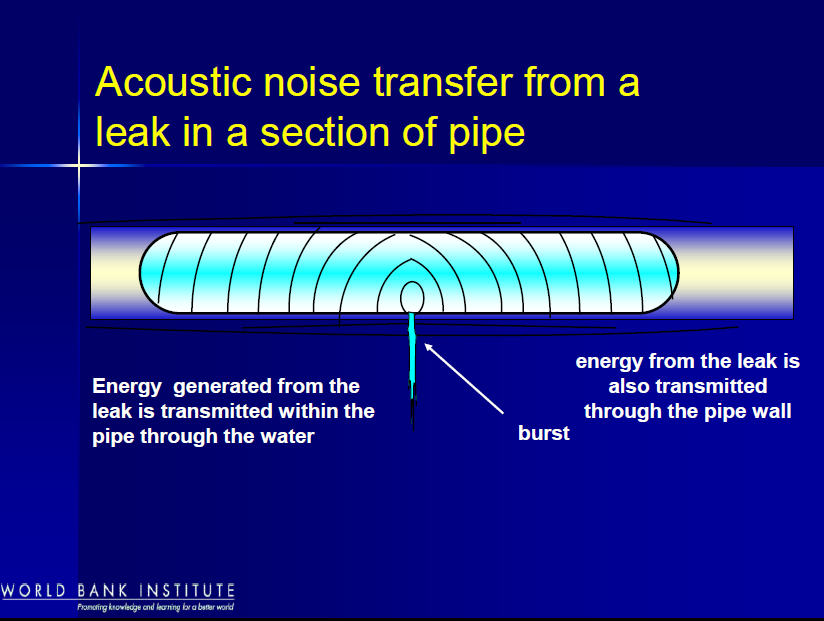 Acoustic noise transfer from a
leak in a section of pipe
Energy generated from the
leak is transmitted within the
pipe through the water
burst
energy from the leak is
also transmitted
through the pipe wall
WORLD BANK INSTITUTE
Promoting knowledge and learning for a better world